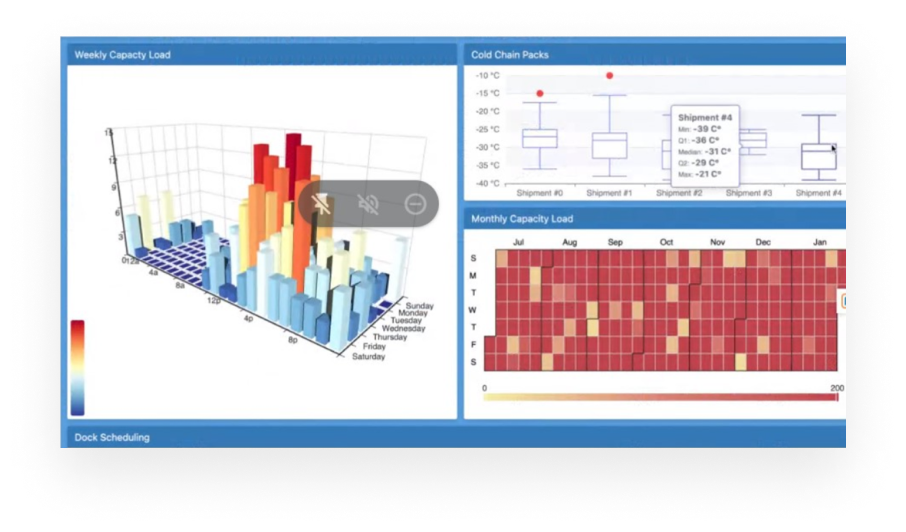 Weekly Capacty Load
15
12
9
6
3
0
12a
4a
8a
12p
4p
8p
Sunday
Monday
Tuesday
Wednesday
Thursday
Friday
Saturday
Cold Chain Packs
-10 °C
-15 °C
-20 °C
-25 °C
-30 °C
-35 °C
-40 °C
Shipment #4
Min: -39 C°
Q1: -36 C°
Median: -31 C°
Q2: -29 C°
Max: -21 C°
Shipment #0 Shipment #1 Shipment #2 Shipment #3 Shipment #4
Monthly Capacity Load
Jul Aug Sep Oct Nov Dec Jan
S
M
T
W
T
F
S
0 200
Dock Scheduling